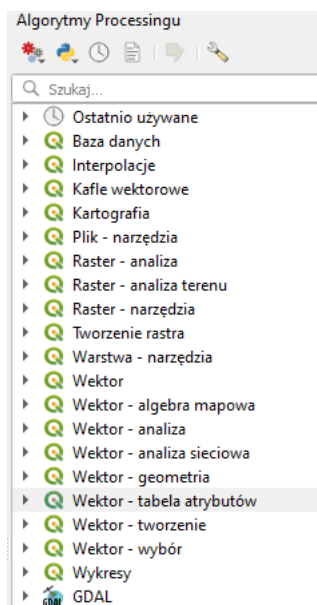 Algorytmy Processingu
Szukaj...
Ostatnio używane
Baza danych
Interpolacje
Kafle wektorowe
Kartografia
Plik - narzędzia
Raster - analiza
Raster - analiza terenu
Raster - narzędzia
Tworzenie rastra
Warstwa - narzędzia
Wektor
Wektor - algebra mapowa
Wektor - analiza
Wektor - analiza sieciowa
Wektor - geometria
Wektor - tabela atrybutów
Wektor - tworzenie
Wektor - wybór
Wykresy
GDAL